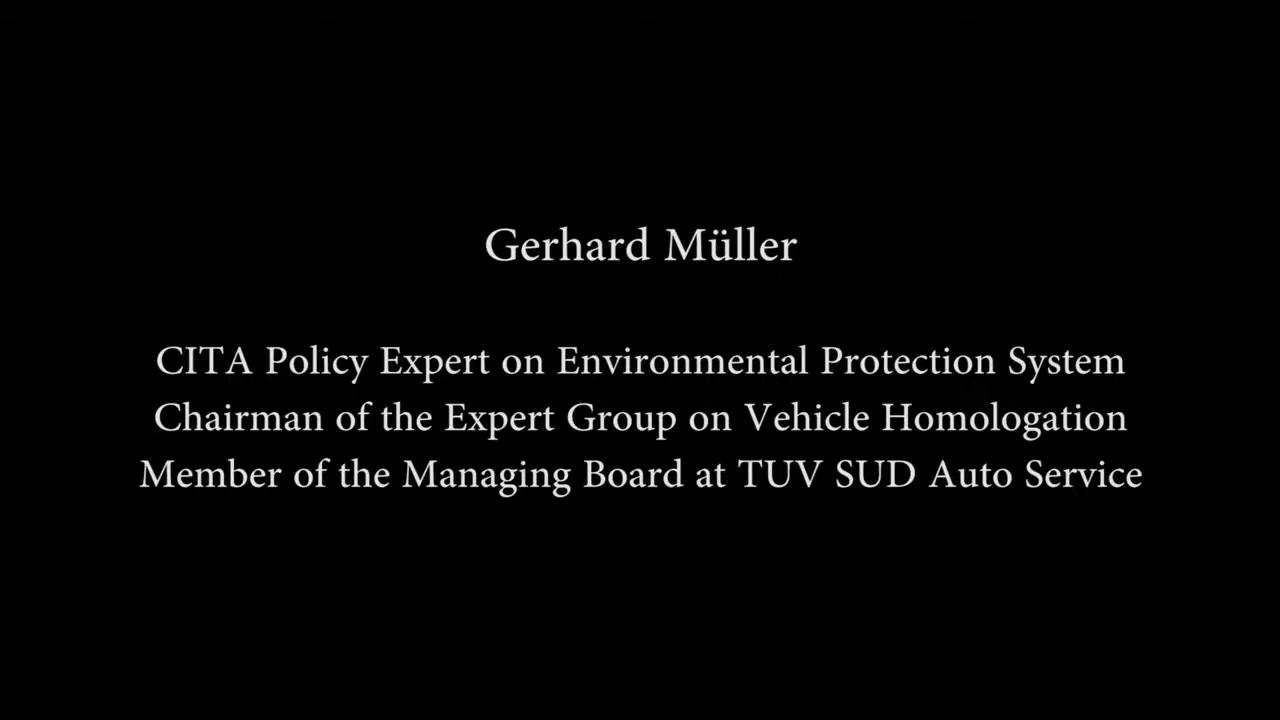 Gerhard Müller
CITA Policy Expert on Environmental Protection System
Chairman of the Expert Group on Vehicle Homologation
Member of the Managing Board at TUV SUD Auto Service